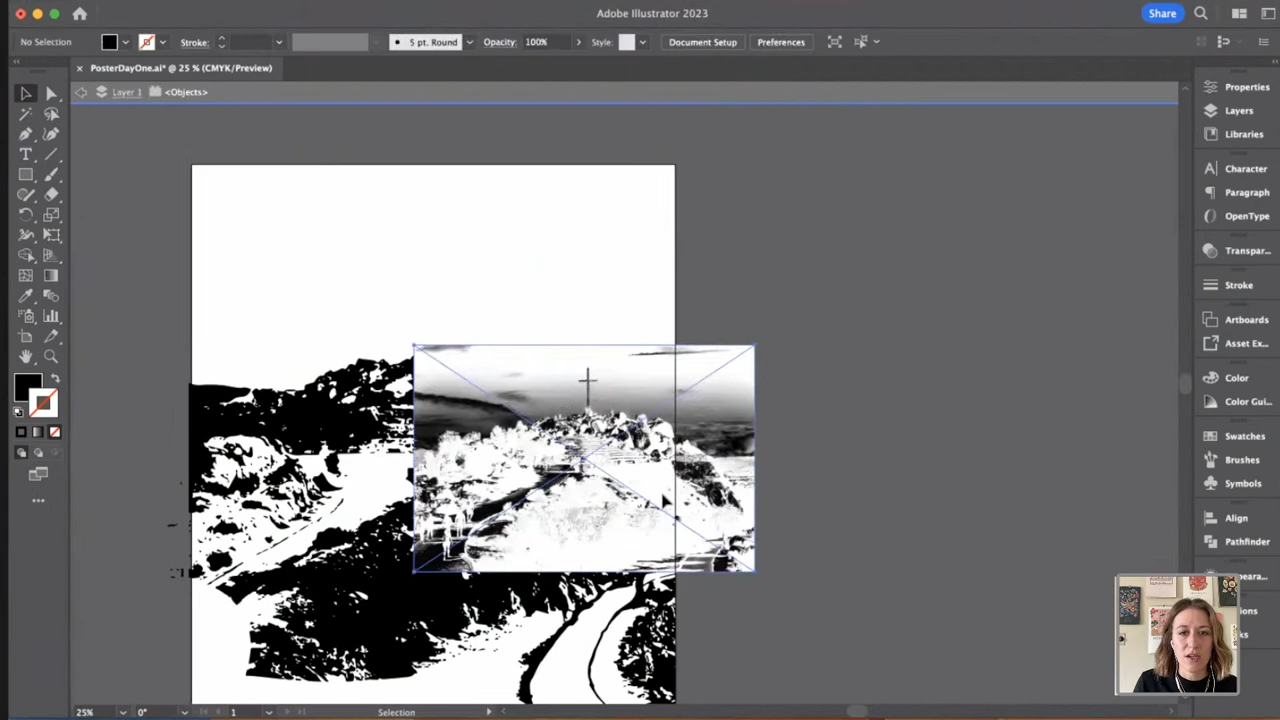 Adobe Illustrator 2023
Share
No Selection
Stroke:
5 pt. Round
Opacity: 100%
Style:
Document Setup
Preferences
× PosterDayOne.ai* @ 25 % (CMYK/Preview)
Layer 1
<Objects>
Properties
Layers
Libraries
Character
Paragraph
OpenType
Transpar...
Stroke
Artboards
Asset Ex...
Color
Color Gui...
Swatches
Brushes
Symbols
Align
Pathfinder
25%
0°
1
Selection